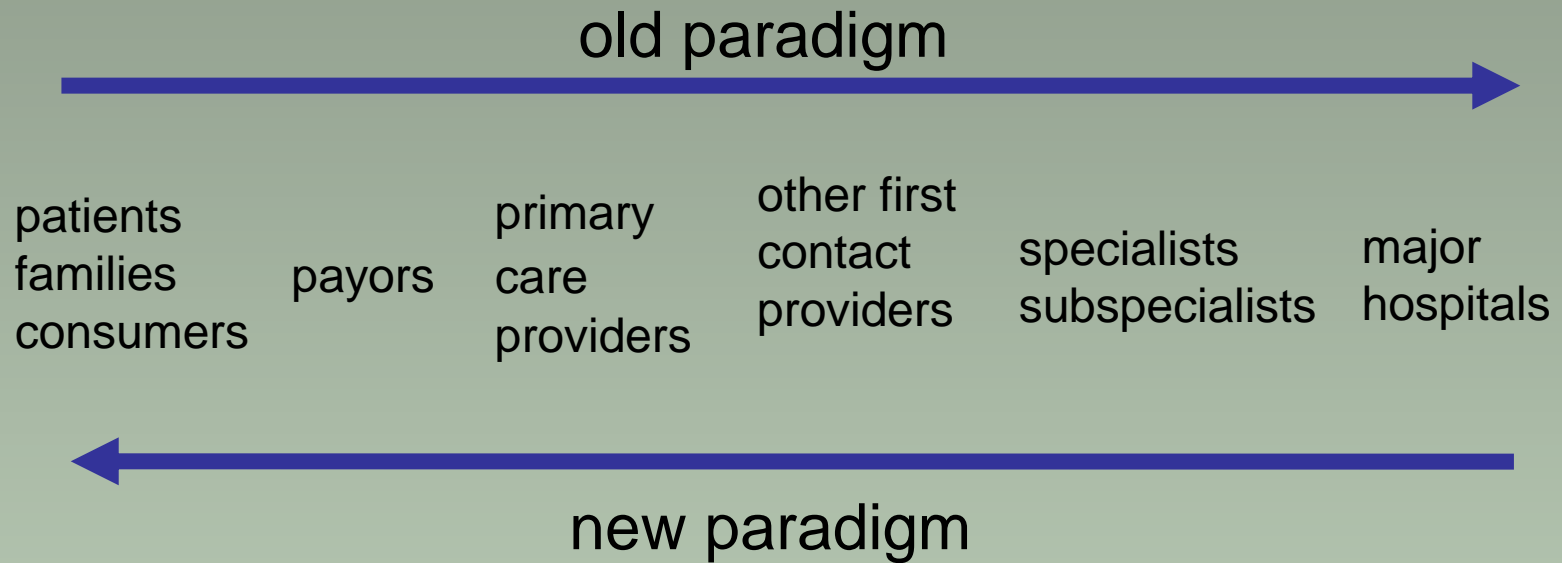 old paradigm
patients
families
consumers
payors
primary
care
providers
other first
contact
providers
specialists
subspecialists
major
hospitals
new paradigm